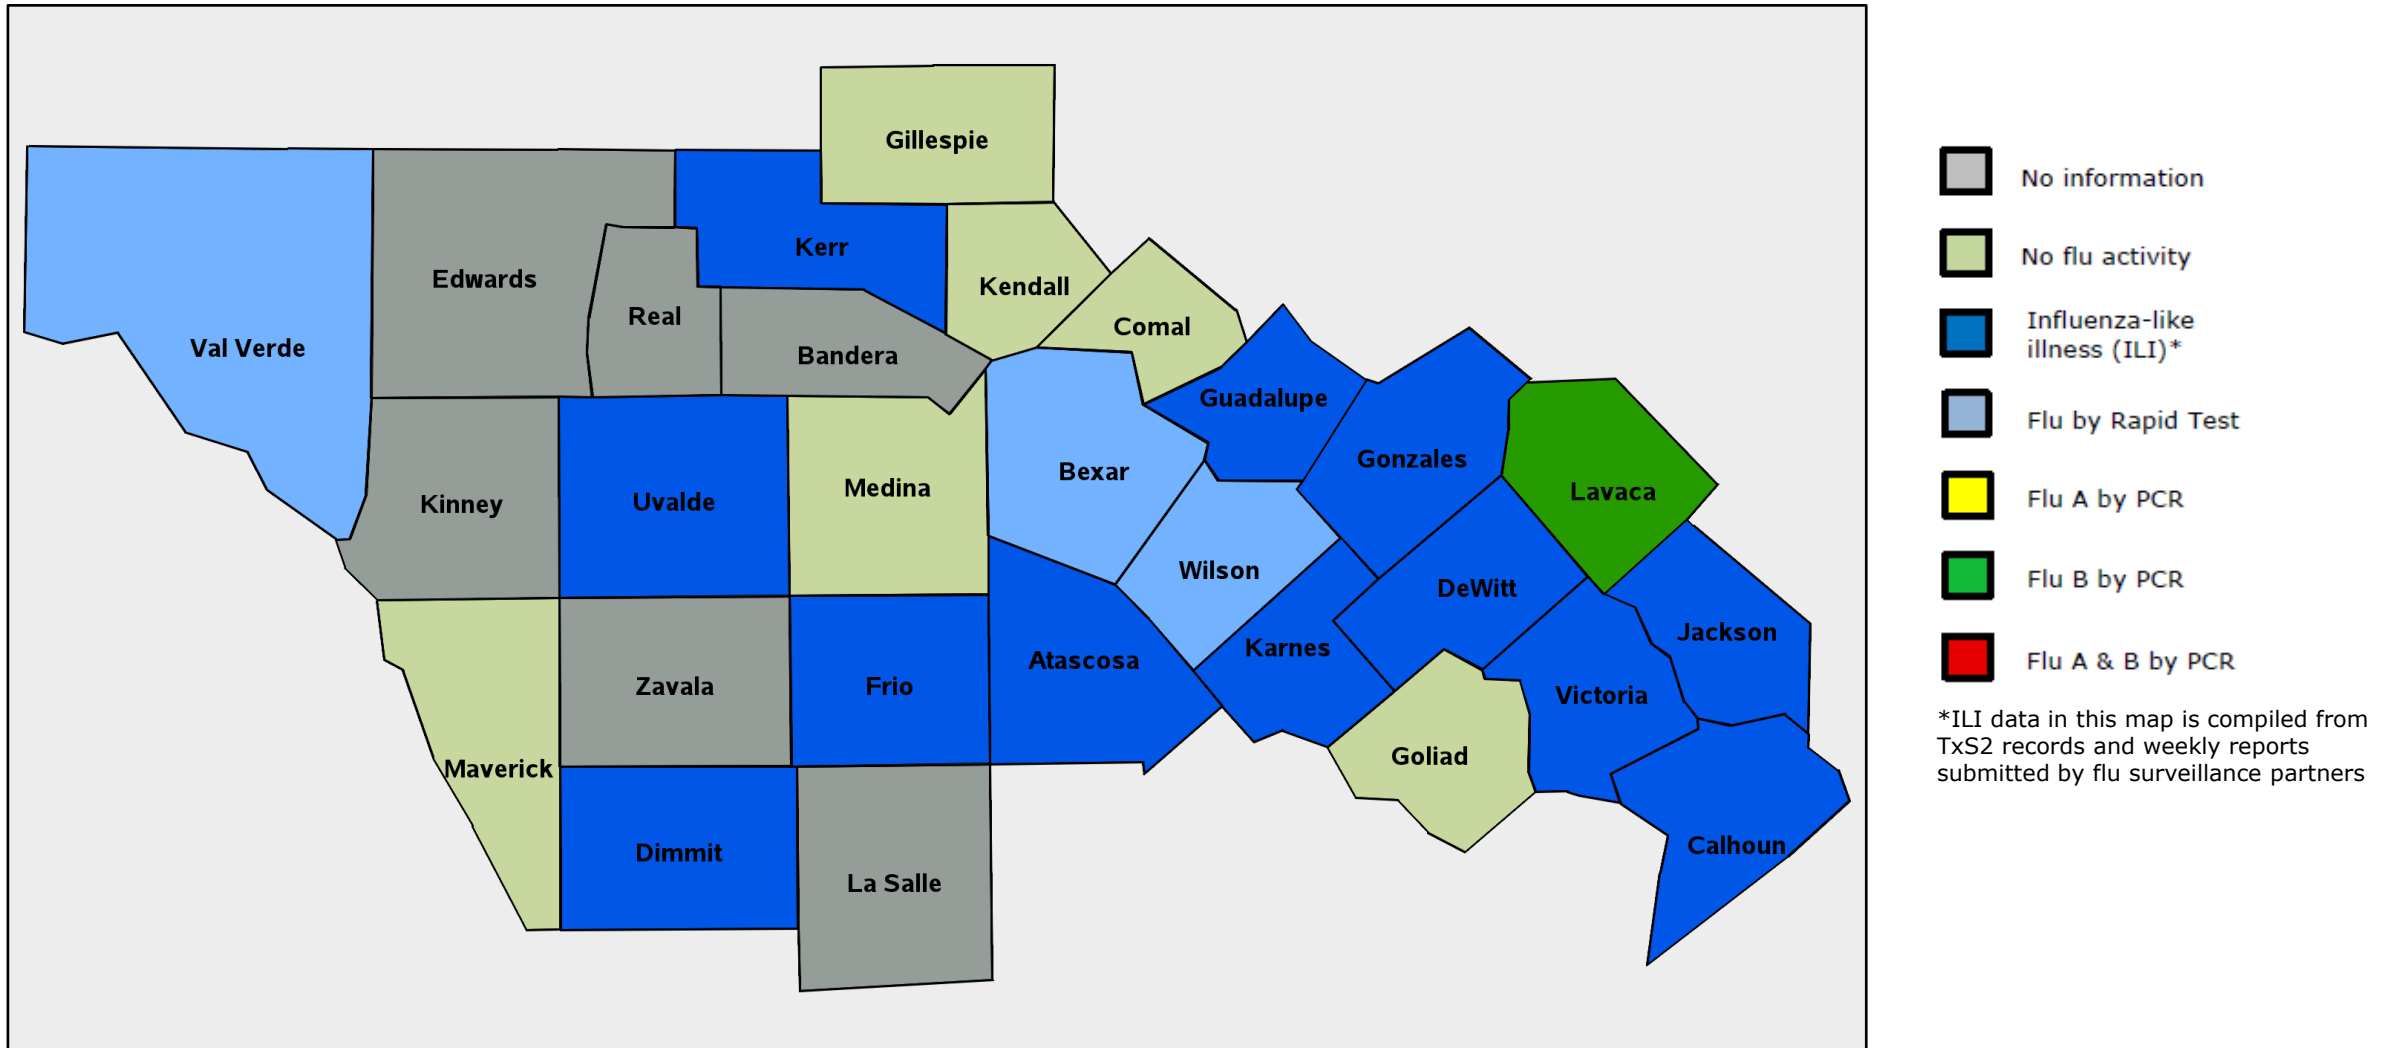 Gillespie
Kerr
Edwards
Kendall
Real
Comal
Val Verde
Bandera
Guadalupe
Gonzales
Bexar
Medina
Lavaca
Uvalde
Kinney
Wilson
DeWitt
Jackson
Karnes
Atascosa
Zavala
Frio
Victoria
Goliad
Maverick
Calhoun
Dimmit
La Salle
No information
No flu activity
Influenza-like
illness (ILI)*
Flu by Rapid Test
Flu A by PCR
Flu B by PCR
Flu A & B by PCR
*ILI data in this map is compiled from
TxS2 records and weekly reports
submitted by flu surveillance partners